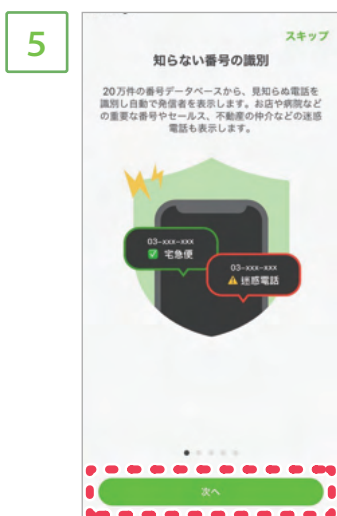 5
スキップ
知らない番号の識別
20万件の番号データベースから、見知らぬ電話を
識別し自動で発信者を表示します。お店や病院など
の重要な番号やセールス、不動産の仲介などの迷惑
電話も表示します。
03-xxx-xxx
✅ 宅急便
03-xxx-xxx
⚠ 迷惑電話
次へ